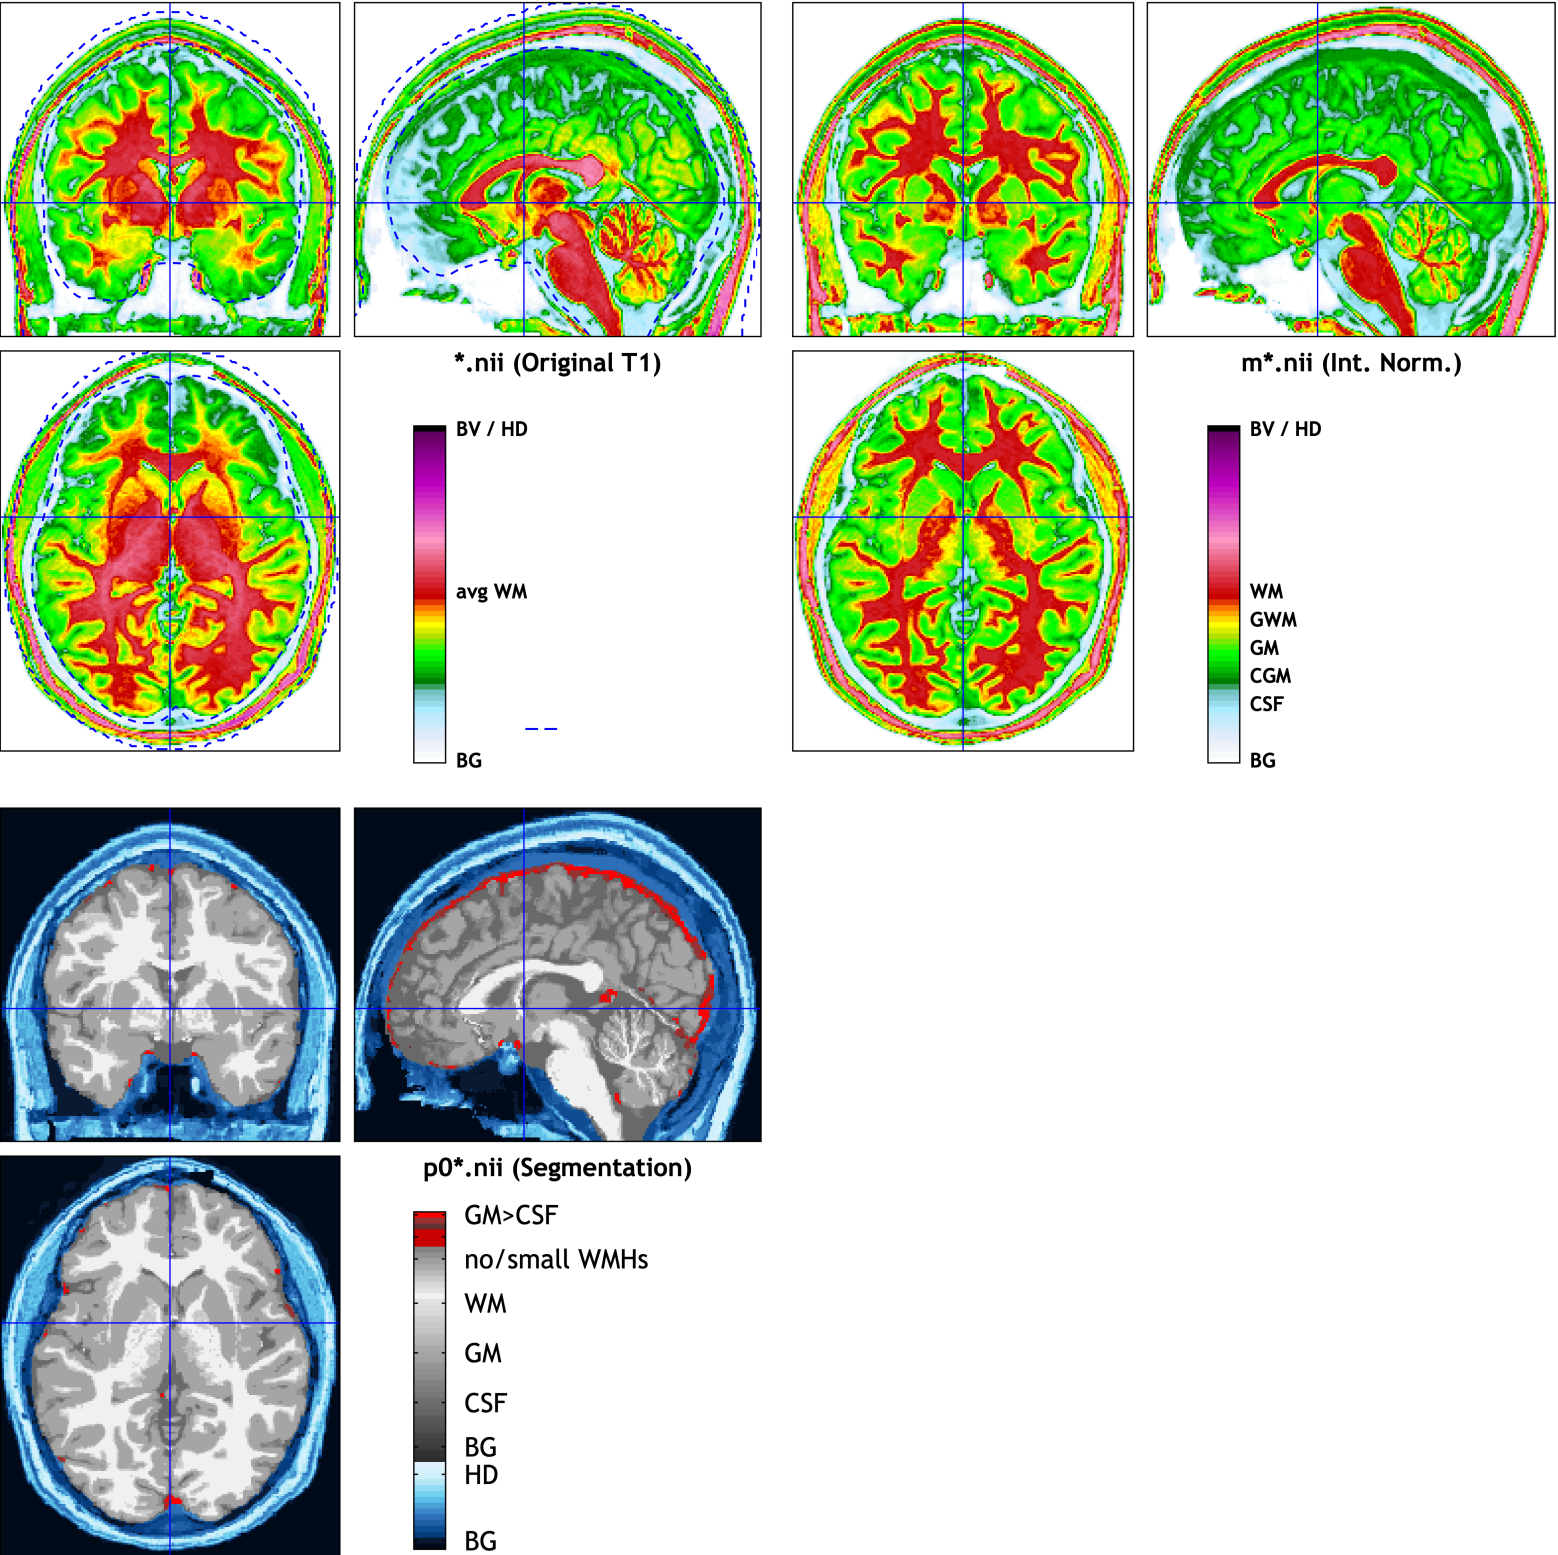 *.nii (Original T1)
BV / HD
avg WM
BG
m*.nii (Int. Norm.)
BV / HD
WM
GWM
GM
CGM
CSF
BG
p0*.nii (Segmentation)
GM>CSF
no/small WMHs
WM
GM
CSF
BG
HD
BG